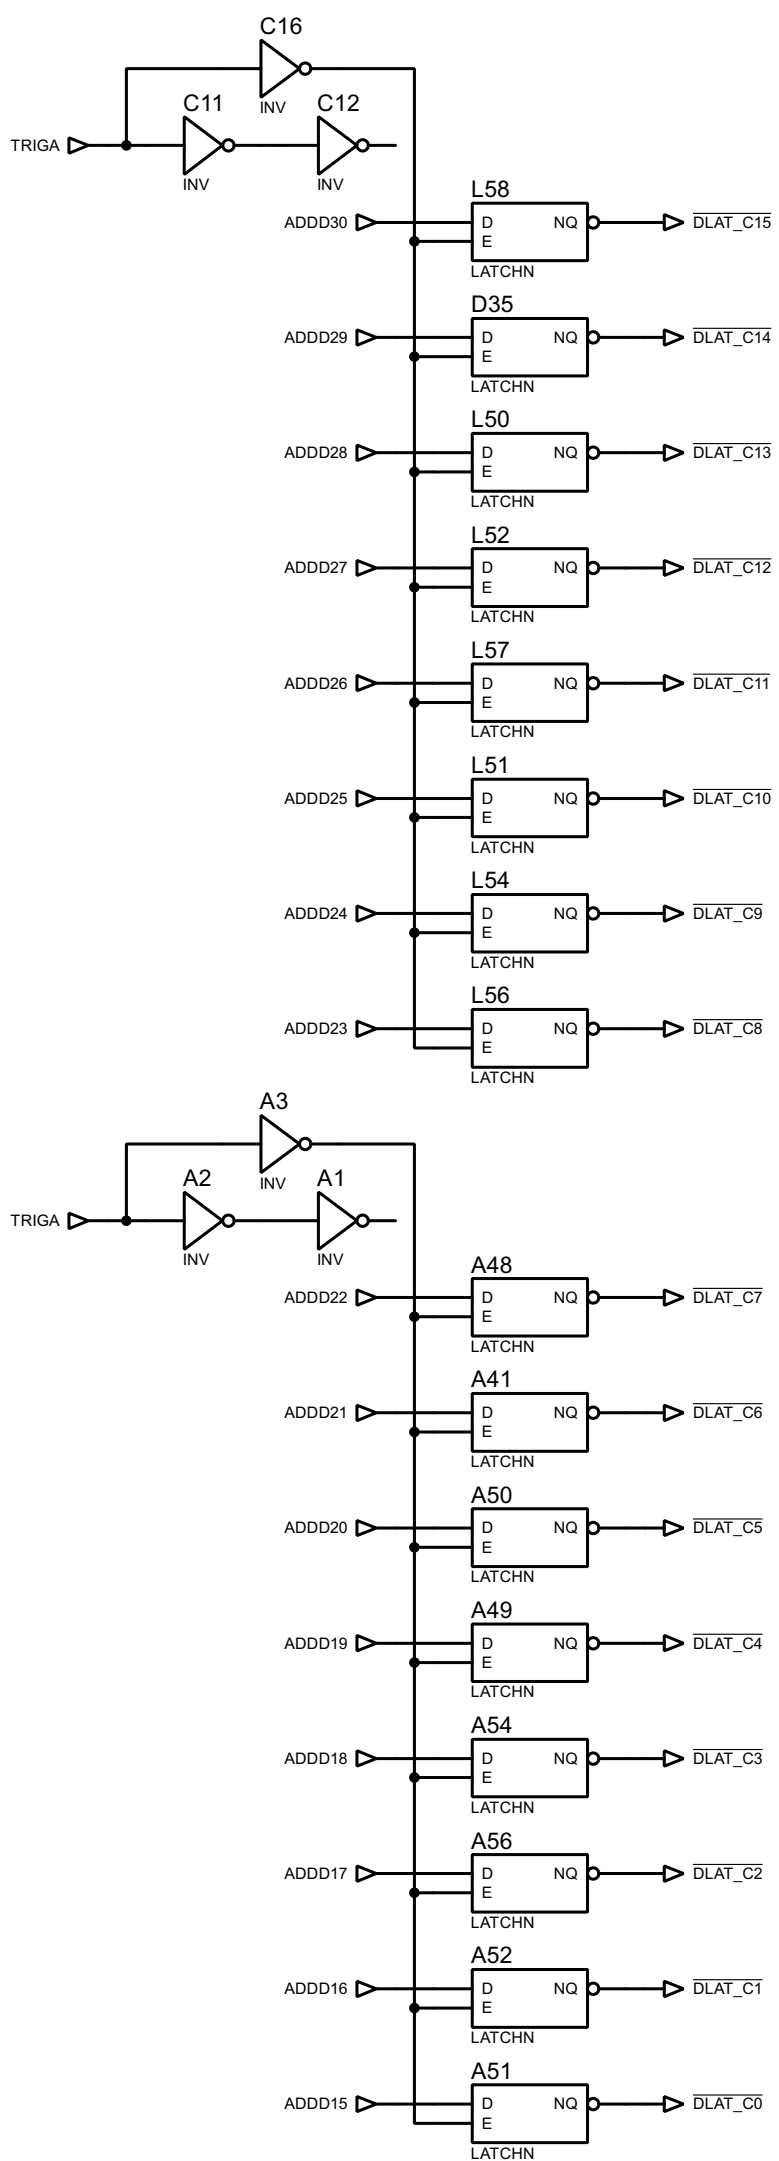 C16
INV
C11 C12
TRIGA
INV INV
L58
ADDD30 D NQ DLAT_C15
E
LATCHN
D35
ADDD29 D NQ DLAT_C14
E
LATCHN
L50
ADDD28 D NQ DLAT_C13
E
LATCHN
L52
ADDD27 D NQ DLAT_C12
E
LATCHN
L57
ADDD26 D NQ DLAT_C11
E
LATCHN
L51
ADDD25 D NQ DLAT_C10
E
LATCHN
L54
ADDD24 D NQ DLAT_C9
E
LATCHN
L56
ADDD23 D NQ DLAT_C8
E
LATCHN
A3
INV
A2 A1
TRIGA
INV INV
A48
ADDD22 D NQ DLAT_C7
E
LATCHN
A41
ADDD21 D NQ DLAT_C6
E
LATCHN
A50
ADDD20 D NQ DLAT_C5
E
LATCHN
A49
ADDD19 D NQ DLAT_C4
E
LATCHN
A54
ADDD18 D NQ DLAT_C3
E
LATCHN
A56
ADDD17 D NQ DLAT_C2
E
LATCHN
A52
ADDD16 D NQ DLAT_C1
E
LATCHN
A51
ADDD15 D NQ DLAT_C0
E
LATCHN